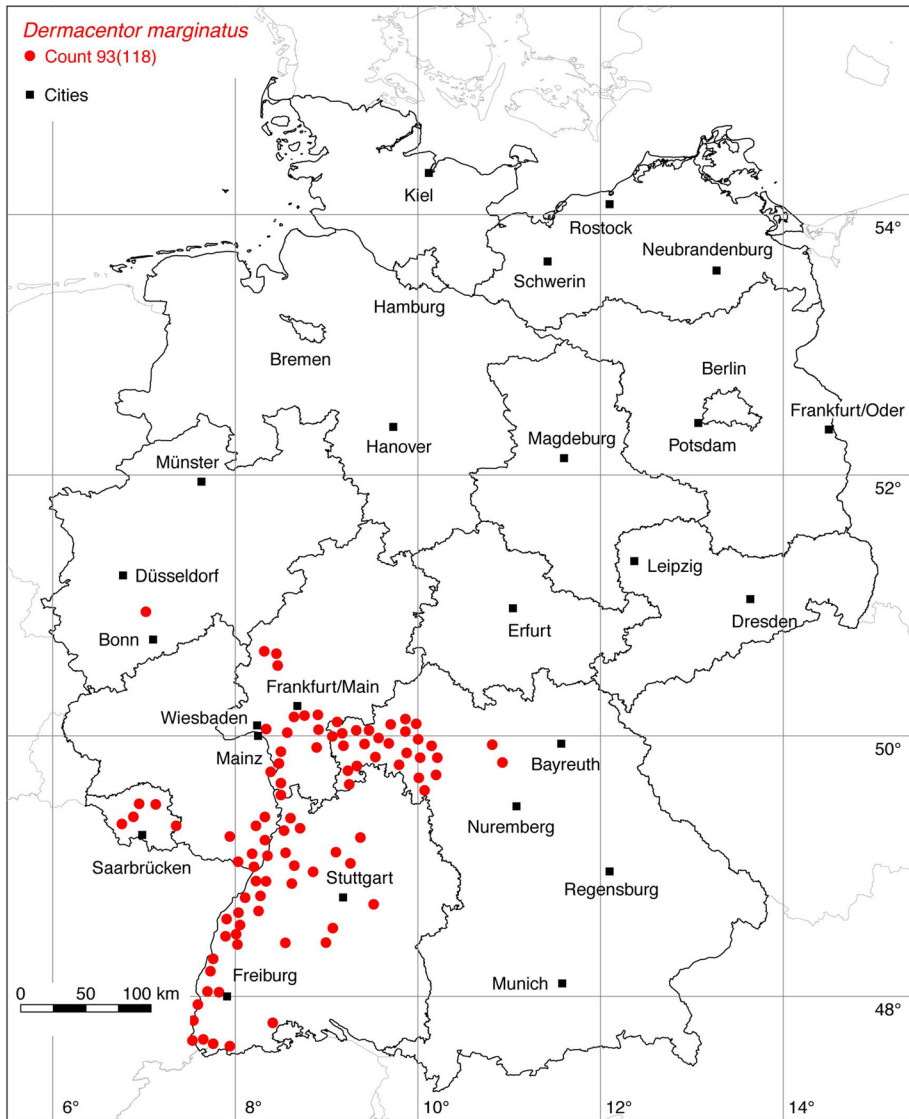 Dermacentor marginatus
Count 93(118)
Cities
Kiel
Rostock
54°
Neubrandenburg
Schwerin
Hamburg
Bremen
Berlin
Frankfurt/Oder
Hanover
Magdeburg
Potsdam
Münster
52°
Düsseldorf
Leipzig
Bonn
Erfurt
Dresden
Frankfurt/Main
Wiesbaden
50°
Mainz
Bayreuth
Nuremberg
Saarbrücken
Stuttgart
Regensburg
Freiburg
Munich
0 50 100 km
48°
6° 8° 10° 12° 14°